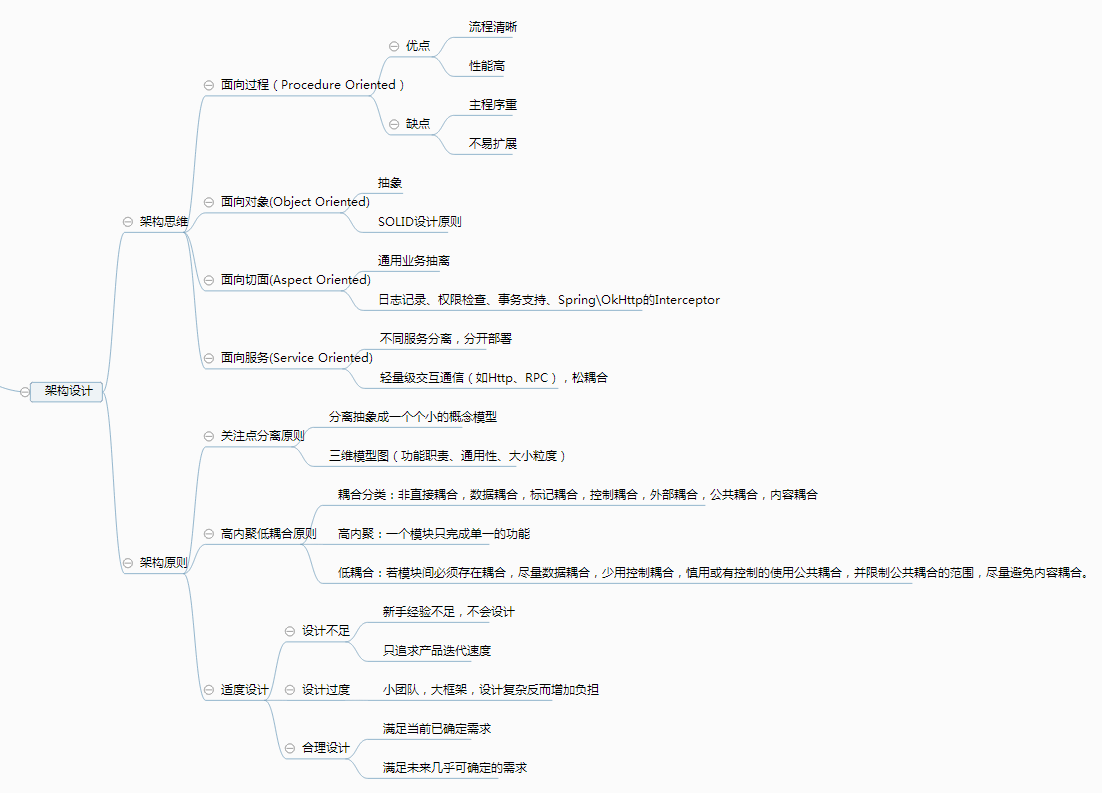 架构设计
架构思维
面向过程（Procedure Oriented）
优点
流程清晰
性能高
缺点
主程序重
不易扩展
面向对象(Object Oriented)
抽象
SOLID设计原则
面向切面(Aspect Oriented)
通用业务抽离
日志记录、权限检查、事务支持、Spring\OkHttp的Interceptor
面向服务(Service Oriented)
不同服务分离，分开部署
轻量级交互通信（如Http、RPC），松耦合
架构原则
关注点分离原则
分离抽象成一个个小的概念模型
三维模型图（功能职责、通用性、大小粒度）
高内聚低耦合原则
耦合分类：非直接耦合，数据耦合，标记耦合，控制耦合，外部耦合，公共耦合，内容耦合
高内聚：一个模块只完成单一的功能
低耦合：若模块间必须存在耦合，尽量数据耦合，少用控制耦合，慎用或有控制的使用公共耦合，并限制公共耦合的范围，尽量避免内容耦合。
适度设计
设计不足
新手经验不足，不会设计
只追求产品迭代速度
设计过度
小团队，大框架，设计复杂反而增加负担
合理设计
满足当前已确定需求
满足未来几乎可确定的需求